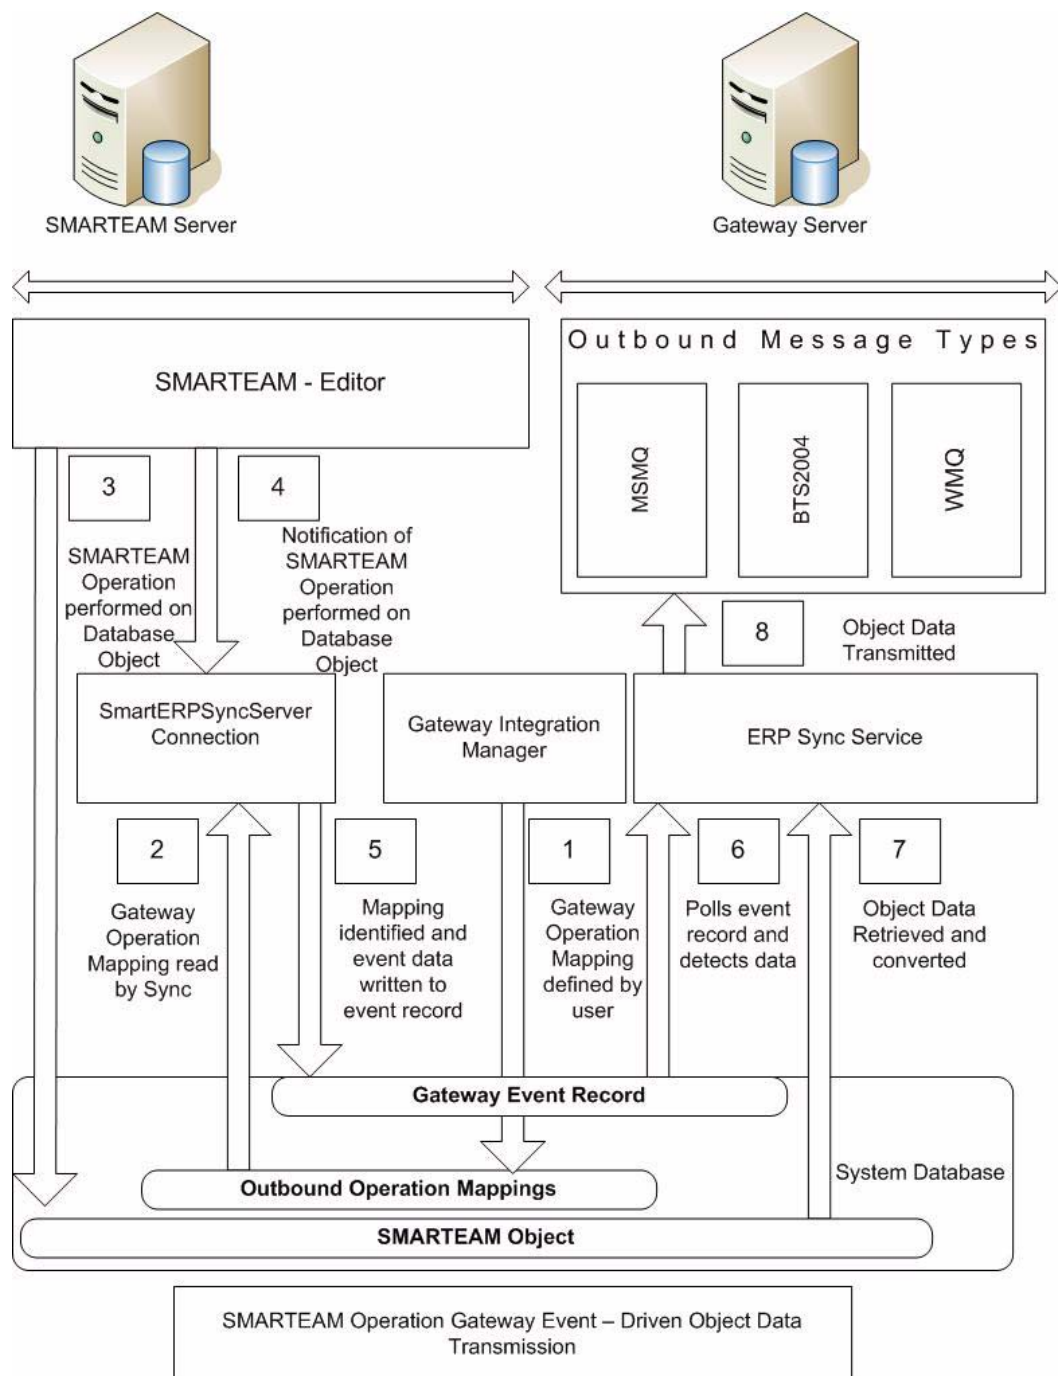 SMARTEAM Server
Gateway Server
SMARTEAM - Editor
Outbound Message Types
MSMQ
BTS2004
WMQ
3
SMARTEAM
Operation
performed on
Database
Object
4
Notification of
SMARTEAM
Operation
performed on
Database
Object
8
Object Data
Transmitted
SmartERPSyncServer
Connection
Gateway Integration
Manager
ERP Sync Service
2
Gateway
Operation
Mapping read
by Sync
5
Mapping
identified and
event data
written to
event record
1
Gateway
Operation
Mapping
defined by
user
6
Polls event
record and
detects data
7
Object Data
Retrieved and
converted
Gateway Event Record
Outbound Operation Mappings
System Database
SMARTEAM Object
SMARTEAM Operation Gateway Event – Driven Object Data
Transmission